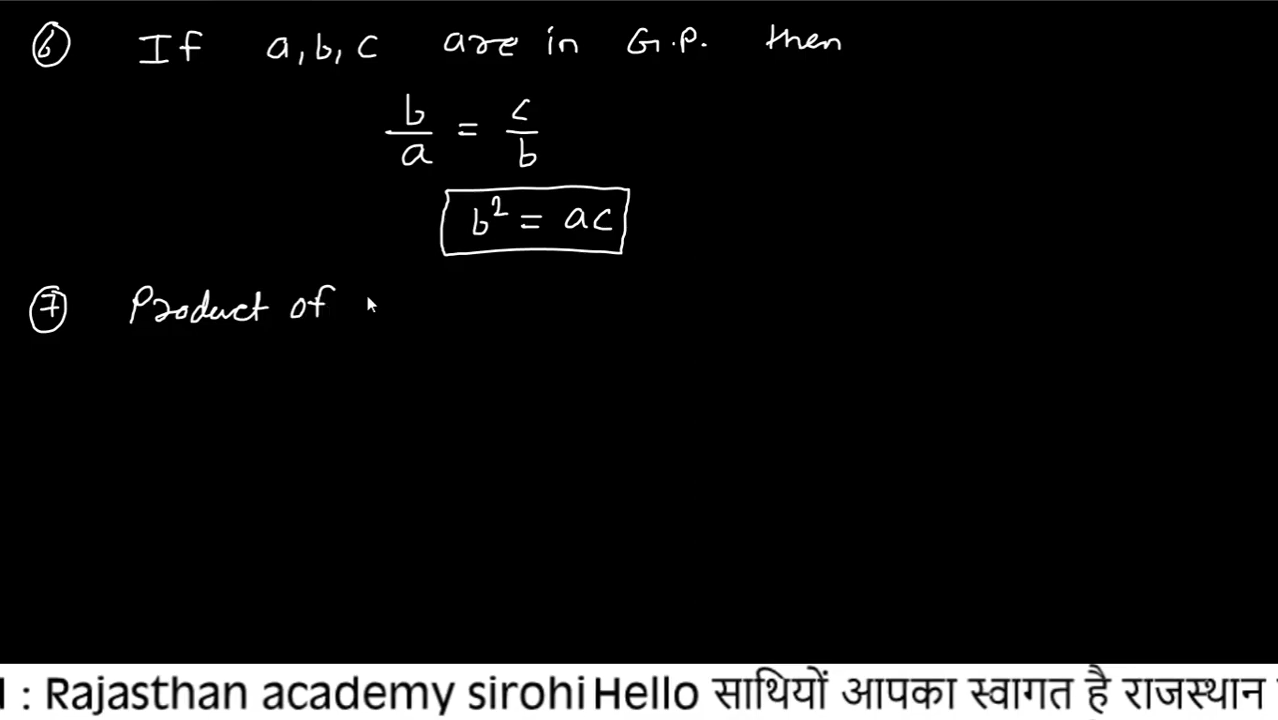 ⑥ If a, b, c are in G.P. then
b/a = c/b
b² = ac
⑦ Product of
: Rajasthan academy sirohi Hello साथियों आपका स्वागत है राजस्थान